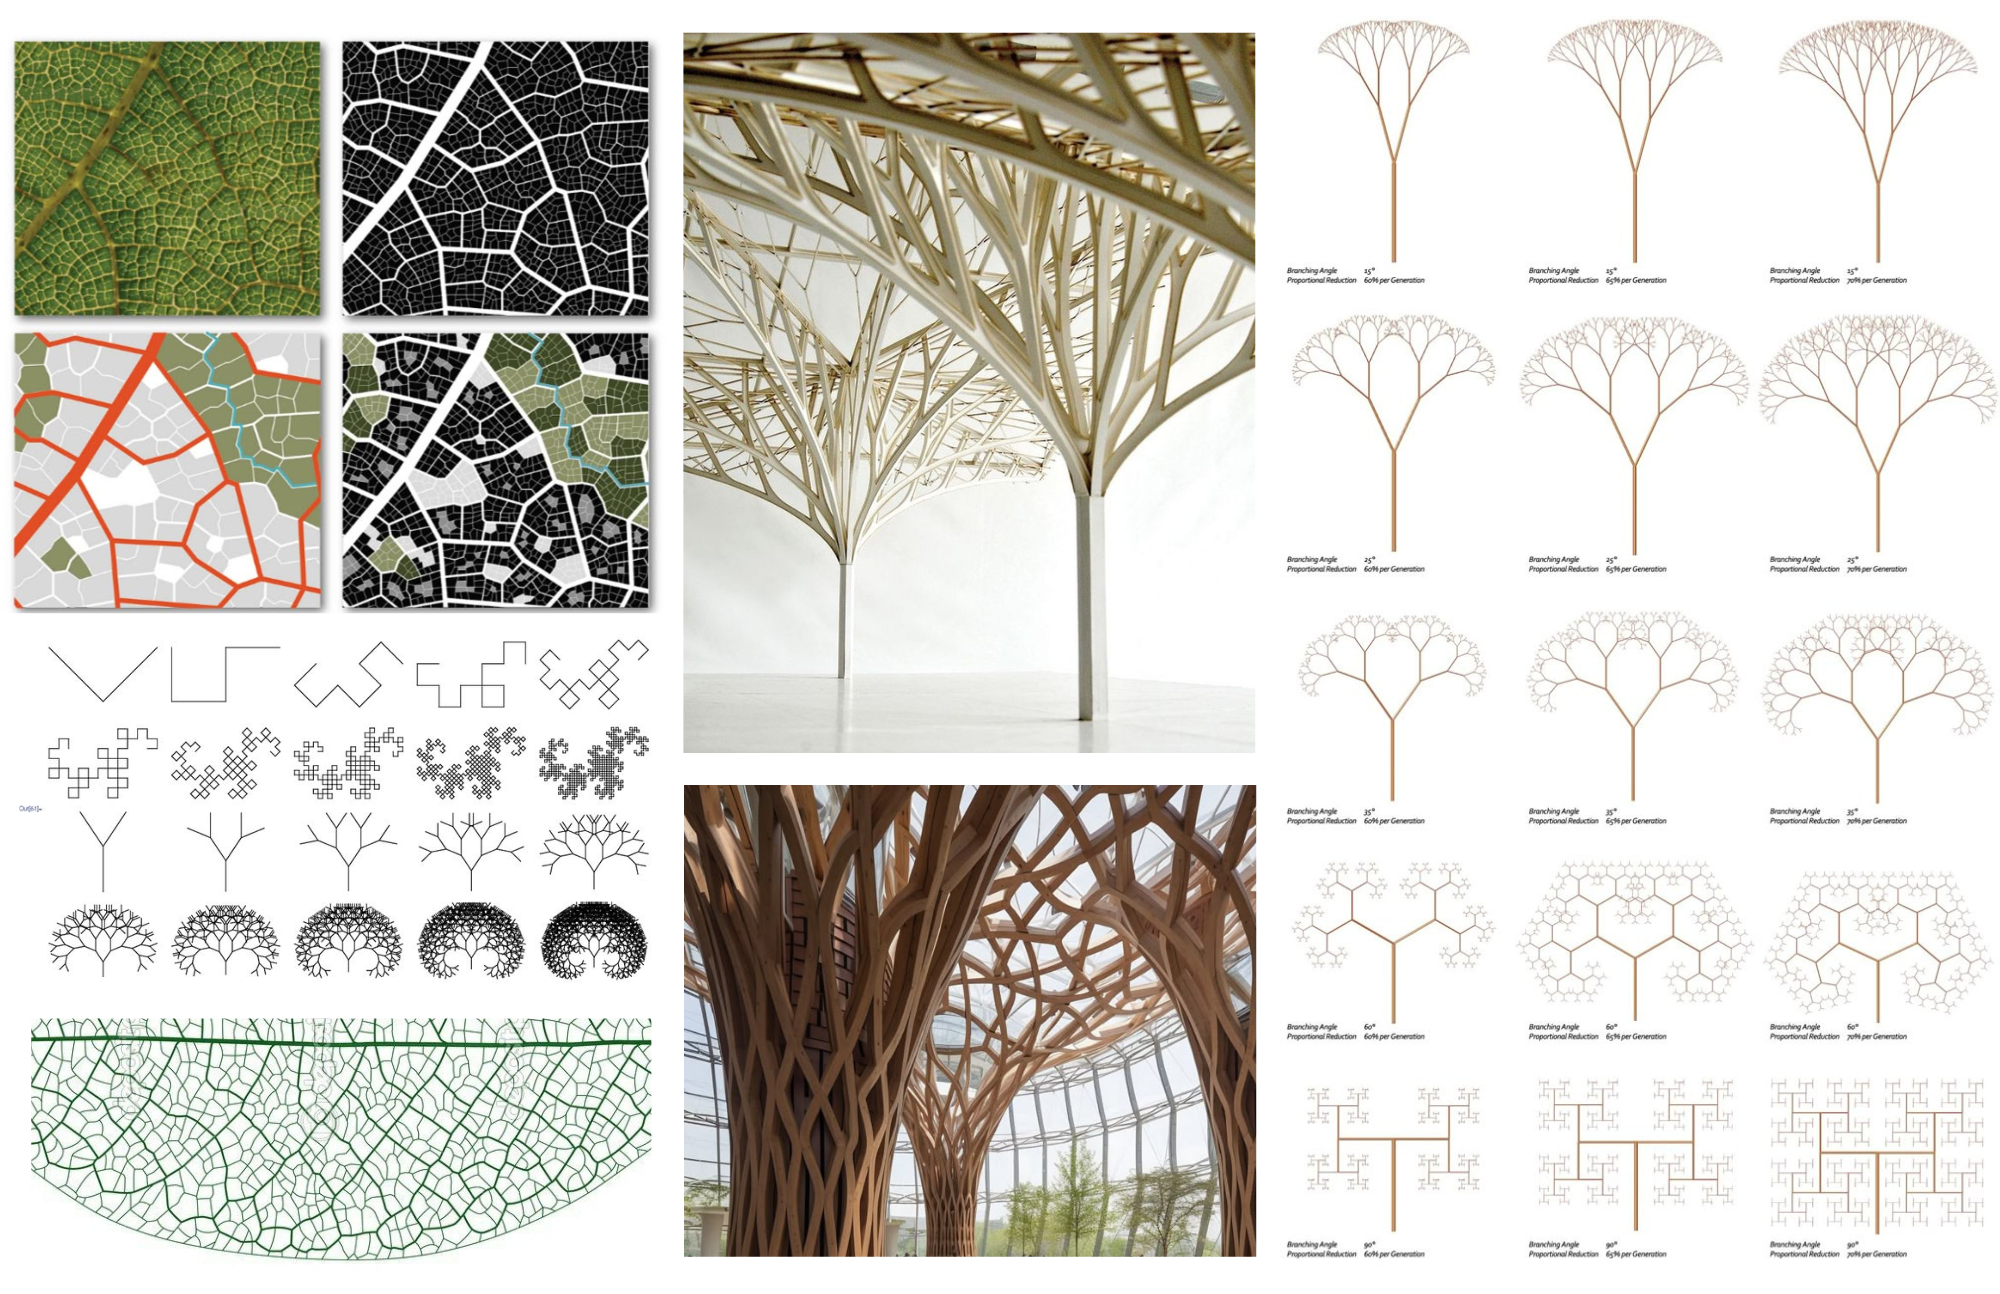 Out[61]=
Branching Angle 15°
Proportional Reduction 60% per Generation
Branching Angle 15°
Proportional Reduction 65% per Generation
Branching Angle 15°
Proportional Reduction 70% per Generation
Branching Angle 25°
Proportional Reduction 60% per Generation
Branching Angle 25°
Proportional Reduction 65% per Generation
Branching Angle 25°
Proportional Reduction 70% per Generation
Branching Angle 35°
Proportional Reduction 60% per Generation
Branching Angle 35°
Proportional Reduction 65% per Generation
Branching Angle 35°
Proportional Reduction 70% per Generation
Branching Angle 60°
Proportional Reduction 60% per Generation
Branching Angle 60°
Proportional Reduction 65% per Generation
Branching Angle 60°
Proportional Reduction 70% per Generation
Branching Angle 90°
Proportional Reduction 60% per Generation
Branching Angle 90°
Proportional Reduction 65% per Generation
Branching Angle 90°
Proportional Reduction 70% per Generation